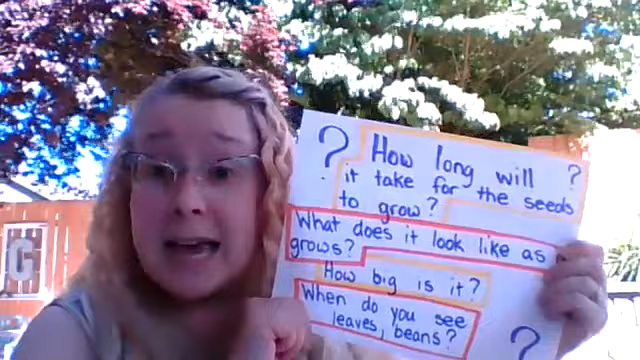 G
? How long will ?
it take for the seeds
to grow?
What does it look like as
grows?
How big is it?
When do you see
leaves, beans?
?